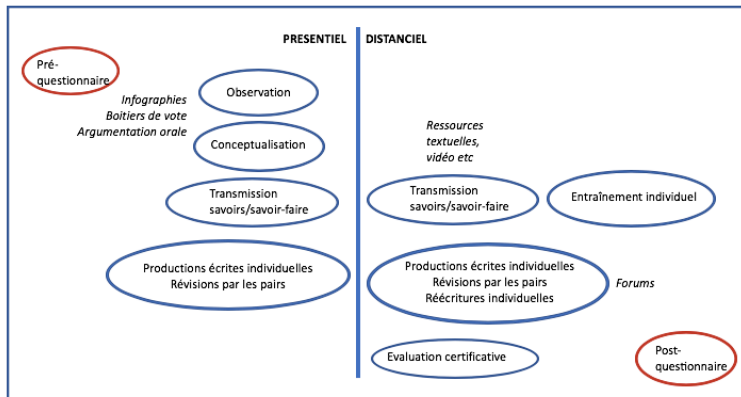 PRESENTIEL
DISTANCIEL
Pré-
questionnaire
Infographies
Boitiers de vote
Argumentation orale
Observation
Conceptualisation
Ressources
textuelles,
vidéo etc
Transmission
savoirs/savoir-faire
Transmission
savoirs/savoir-faire
Entraînement individuel
Productions écrites individuelles
Révisions par les pairs
Productions écrites individuelles
Révisions par les pairs
Réécritures individuelles
Forums
Evaluation certificative
Post-
questionnaire